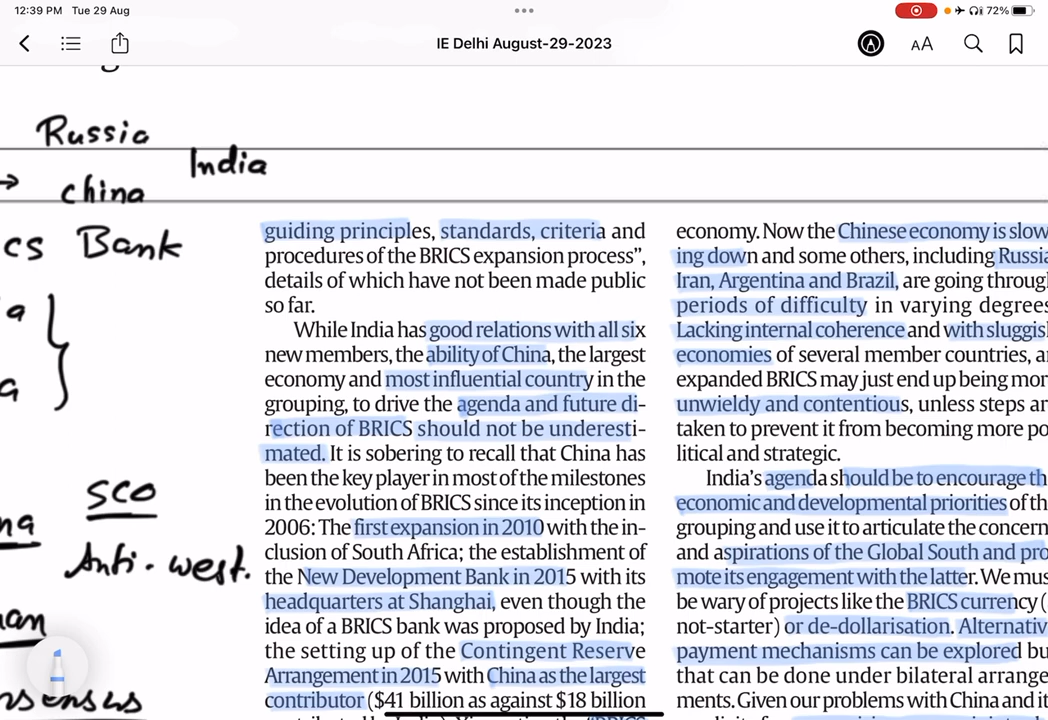 12:39 PM Tue 29 Aug
72%
IE Delhi August-29-2023
AA
Russia
India
→ china
cs Bank
a
a
SCO
na
Anti-west.
an
nsensus
guiding principles, standards, criteria and
procedures of the BRICS expansion process”,
details of which have not been made public
so far.
While India has good relations with all six
new members, the ability of China, the largest
economy and most influential country in the
grouping, to drive the agenda and future di-
rection of BRICS should not be underesti-
mated. It is sobering to recall that China has
been the key player in most of the milestones
in the evolution of BRICS since its inception in
2006: The first expansion in 2010 with the in-
clusion of South Africa; the establishment of
the New Development Bank in 2015 with its
headquarters at Shanghai, even though the
idea of a BRICS bank was proposed by India;
the setting up of the Contingent Reserve
Arrangement in 2015 with China as the largest
contributor ($41 billion as against $18 billion
economy. Now the Chinese economy is slow
ing down and some others, including Russia
Iran, Argentina and Brazil, are going through
periods of difficulty in varying degrees
Lacking internal coherence and with sluggis
economies of several member countries, a
expanded BRICS may just end up being mor
unwieldy and contentious, unless steps ar
taken to prevent it from becoming more po
litical and strategic.
India’s agenda should be to encourage th
economic and developmental priorities of th
grouping and use it to articulate the concern
and aspirations of the Global South and pro
mote its engagement with the latter. We mus
be wary of projects like the BRICS currency (
not-starter) or de-dollarisation. Alternativ
payment mechanisms can be explored bu
that can be done under bilateral arrange
ments. Given our problems with China and it